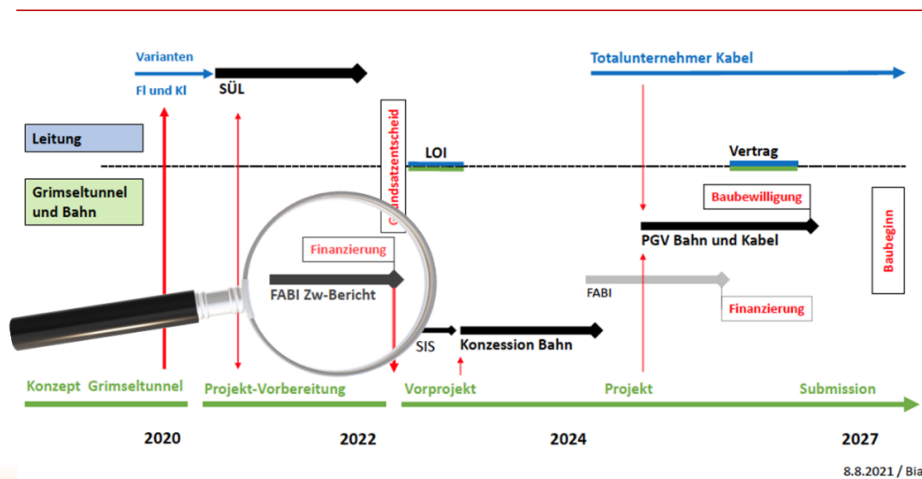 Varianten
Fl und Kl
SÜL
Totalunternehmer Kabel
Leitung
Grundsatzentscheid
LOI
Vertrag
Grimseltunnel
und Bahn
Baubewilligung
Baubeginn
PGV Bahn und Kabel
Finanzierung
FABI Zw-Bericht
FABI
Finanzierung
SIS
Konzession Bahn
Konzept Grimseltunnel
Projekt-Vorbereitung
Vorprojekt
Projekt
Submission
2020
2022
2024
2027
8.8.2021 / Bia